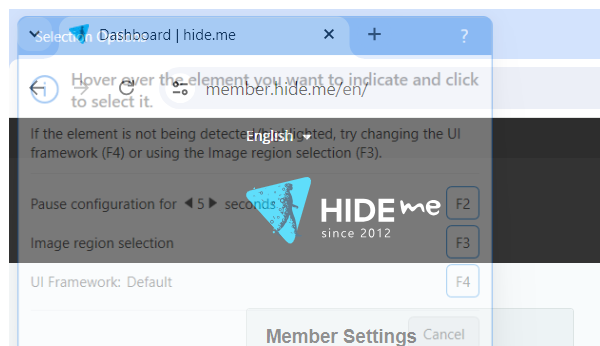 Selection Options
Dashboard | hide.me
?
Hover over the element you want to indicate and click
to select it.
member.hide.me/en/
English
If the element is not being detected/highlighted, try changing the UI
framework (F4) or using the Image region selection (F3).
Pause configuration for 5 seconds F2
HIDE me
since 2012
Image region selection F3
UI Framework: Default F4
Member Settings
Cancel